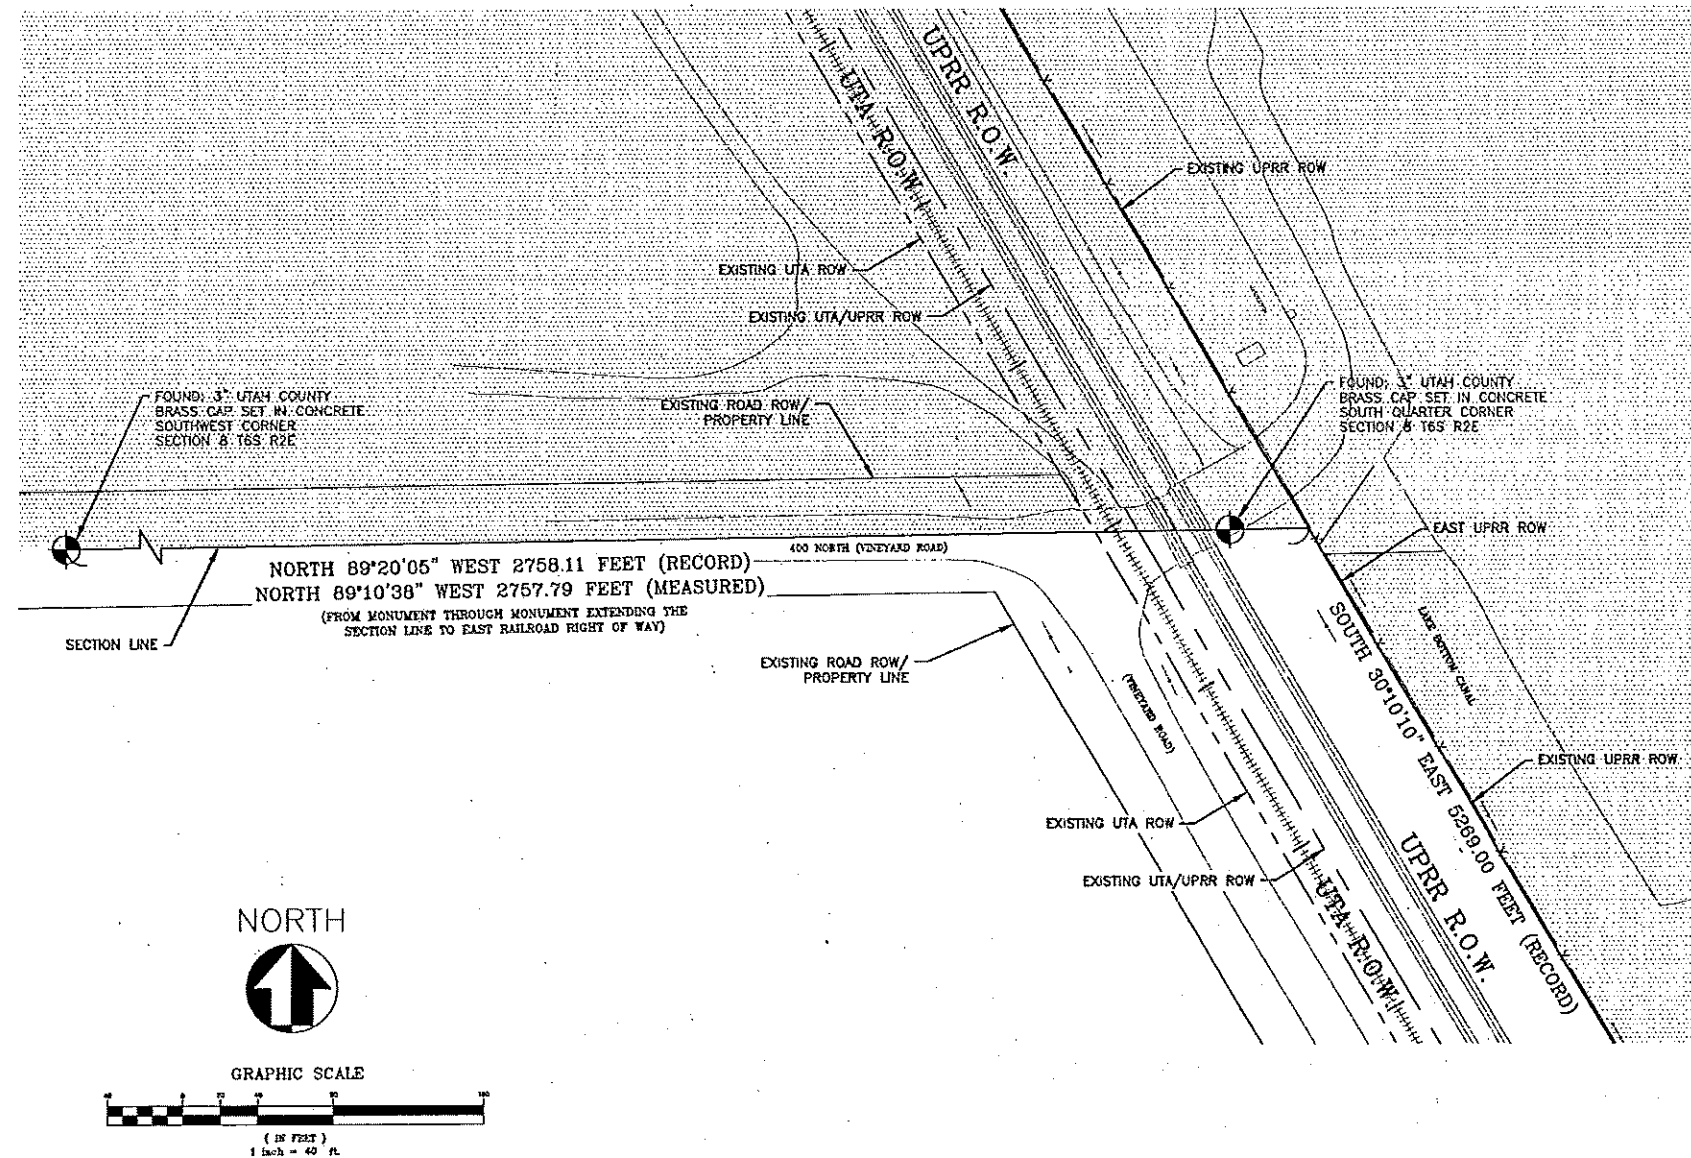 UTA R.O.W.
UPRR R.O.W.
EXISTING UPRR ROW
EXISTING UTA ROW
EXISTING UTA/UPRR ROW
FOUND: 3" UTAH COUNTY
BRASS CAP SET IN CONCRETE
SOUTHWEST CORNER
SECTION 8 T6S R2E
EXISTING ROAD ROW/
PROPERTY LINE
FOUND: 3" UTAH COUNTY
BRASS CAP SET IN CONCRETE
SOUTH QUARTER CORNER
SECTION 8 T6S R2E
EAST UPRR ROW
400 NORTH (VINEYARD ROAD)
NORTH 89°20'05" WEST 2758.11 FEET (RECORD)
NORTH 89°10'38" WEST 2757.79 FEET (MEASURED)
(FROM MONUMENT THROUGH MONUMENT EXTENDING THE
SECTION LINE TO EAST RAILROAD RIGHT OF WAY)
SECTION LINE
EXISTING ROAD ROW/
PROPERTY LINE
(VINEYARD ROAD)
LAKE BOTTOM CANAL
SOUTH 30°10'10" EAST 5269.00 FEET (RECORD)
EXISTING UPRR ROW
EXISTING UTA ROW
EXISTING UTA/UPRR ROW
UTA R.O.W.
UPRR R.O.W.
NORTH
GRAPHIC SCALE
40 0 20 40 80 160
( IN FEET )
1 inch = 40 ft.